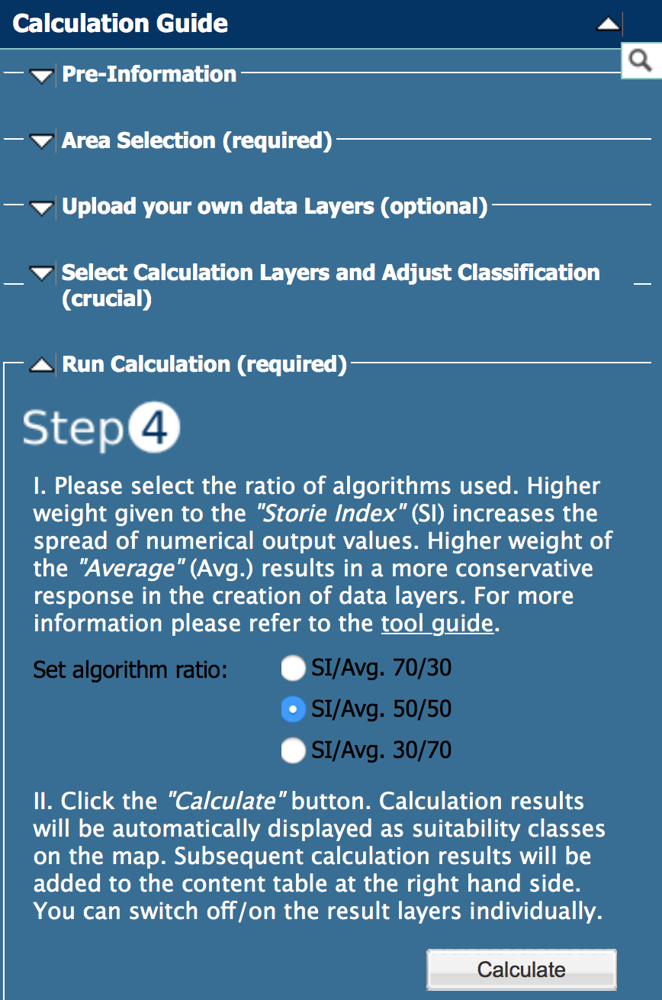 Calculation Guide
Pre-Information
Area Selection (required)
Upload your own data Layers (optional)
Select Calculation Layers and Adjust Classification
(crucial)
Run Calculation (required)
Step 4
I. Please select the ratio of algorithms used. Higher
weight given to the "Storie Index" (SI) increases the
spread of numerical output values. Higher weight of
the "Average" (Avg.) results in a more conservative
response in the creation of data layers. For more
information please refer to the tool guide.
Set algorithm ratio:
SI/Avg. 70/30
SI/Avg. 50/50
SI/Avg. 30/70
II. Click the "Calculate" button. Calculation results
will be automatically displayed as suitability classes
on the map. Subsequent calculation results will be
added to the content table at the right hand side.
You can switch off/on the result layers individually.
Calculate